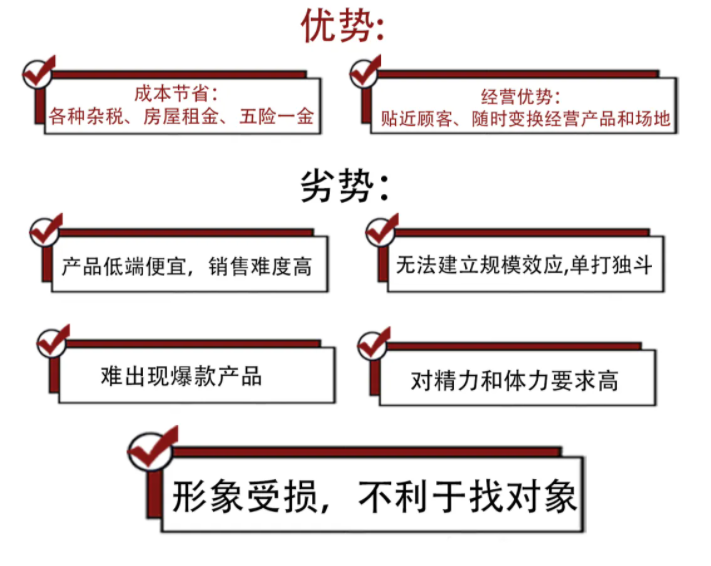 优势:
成本节省：
各种杂税、房屋租金、五险一金
经营优势：
贴近顾客、随时变换经营产品和场地
劣势：
产品低端便宜，销售难度高
无法建立规模效应,单打独斗
难出现爆款产品
对精力和体力要求高
形象受损，不利于找对象